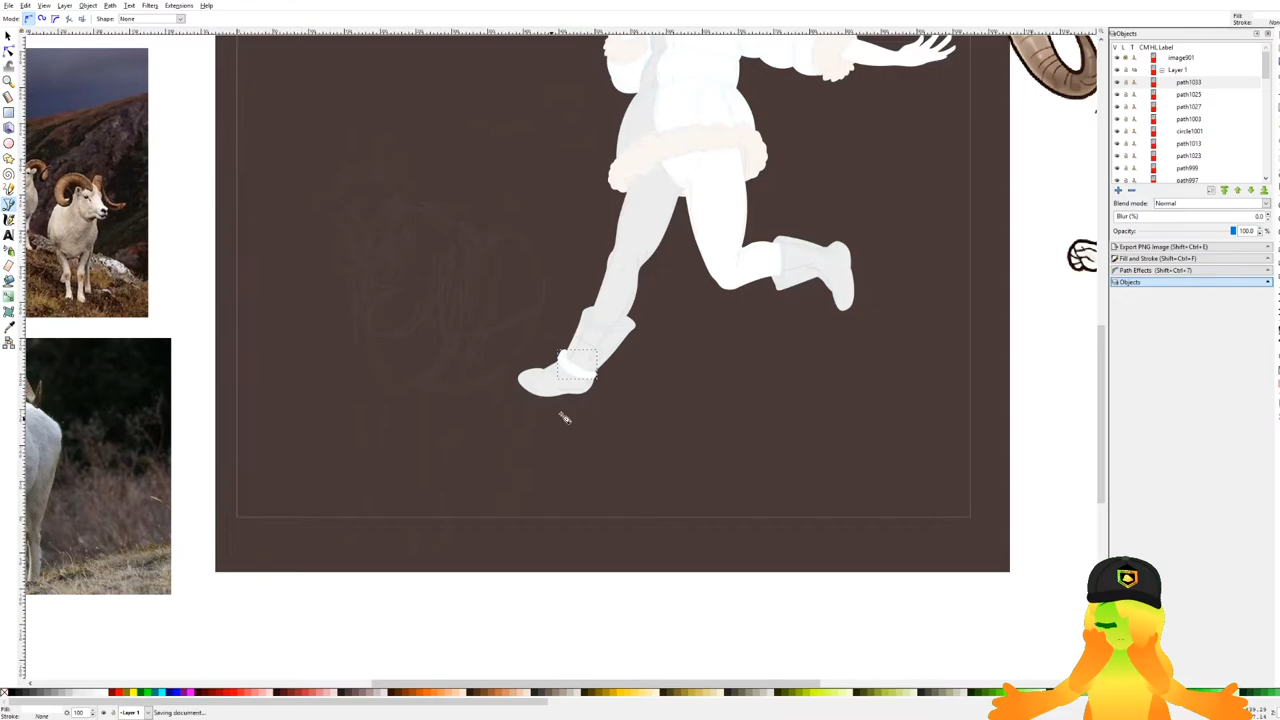 File Edit View Layer Object Path Text Filters Extensions Help
Mode: Shape: None
Fill:
Stroke:
Objects
V L T CM HL Label
image901
Layer 1
path1033
path1025
path1027
path1003
circle1001
path1013
path1023
path999
path997
Blend mode: Normal
Blur (%) 0.0
Opacity: 100.0 %
Export PNG Image (Shift+Ctrl+E)
Fill and Stroke (Shift+Ctrl+F)
Path Effects (Shift+Ctrl+7)
Objects
Fill: None
Stroke: None
O: 100 Layer 1 Saving document...